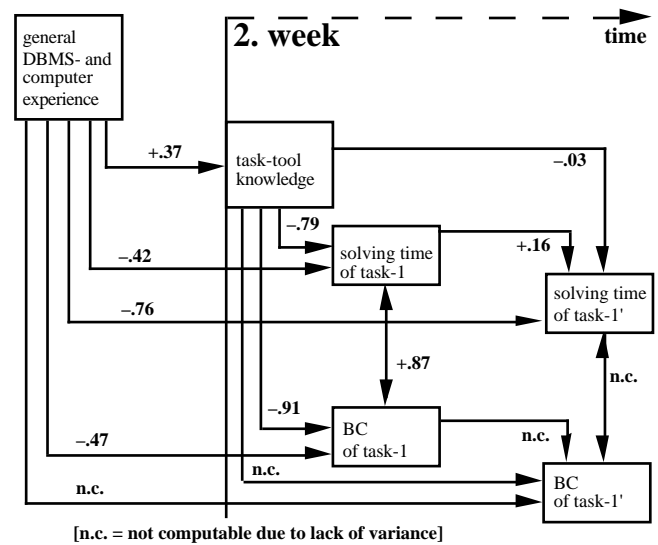 general
DBMS- and
computer
experience
2. week
time
+.37
task-tool
knowledge
–.03
–.79
–.42
solving time
of task-1
+.16
solving time
of task-1'
–.76
+.87
n.c.
–.91
BC
of task-1
n.c.
–.47
n.c.
BC
of task-1'
n.c.
[n.c. = not computable due to lack of variance]